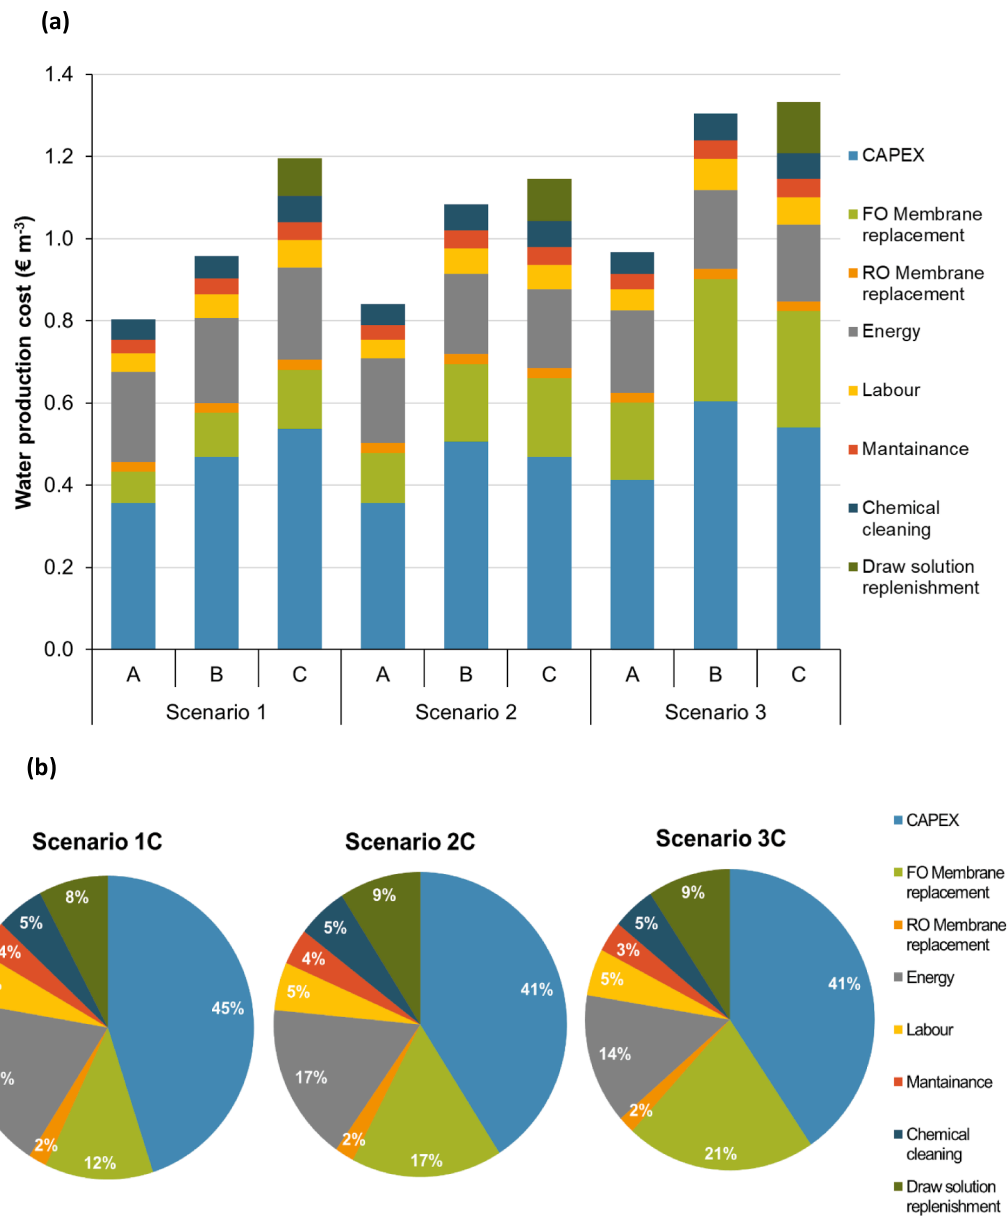 (a)
1.4
1.2
1.0
0.8
0.6
0.4
0.2
0.0
Water production cost (€ m⁻³)
A B C A B C A B C
Scenario 1 Scenario 2 Scenario 3
CAPEX
FO Membrane
replacement
RO Membrane
replacement
Energy
Labour
Mantainance
Chemical
cleaning
Draw solution
replenishment
(b)
Scenario 1C
8%
5%
4%
%
45%
%
2%
12%
Scenario 2C
9%
5%
4%
5%
41%
17%
2%
17%
Scenario 3C
9%
5%
3%
5%
41%
14%
2%
21%
CAPEX
FO Membrane
replacement
RO Membrane
replacement
Energy
Labour
Mantainance
Chemical
cleaning
Draw solution
replenishment